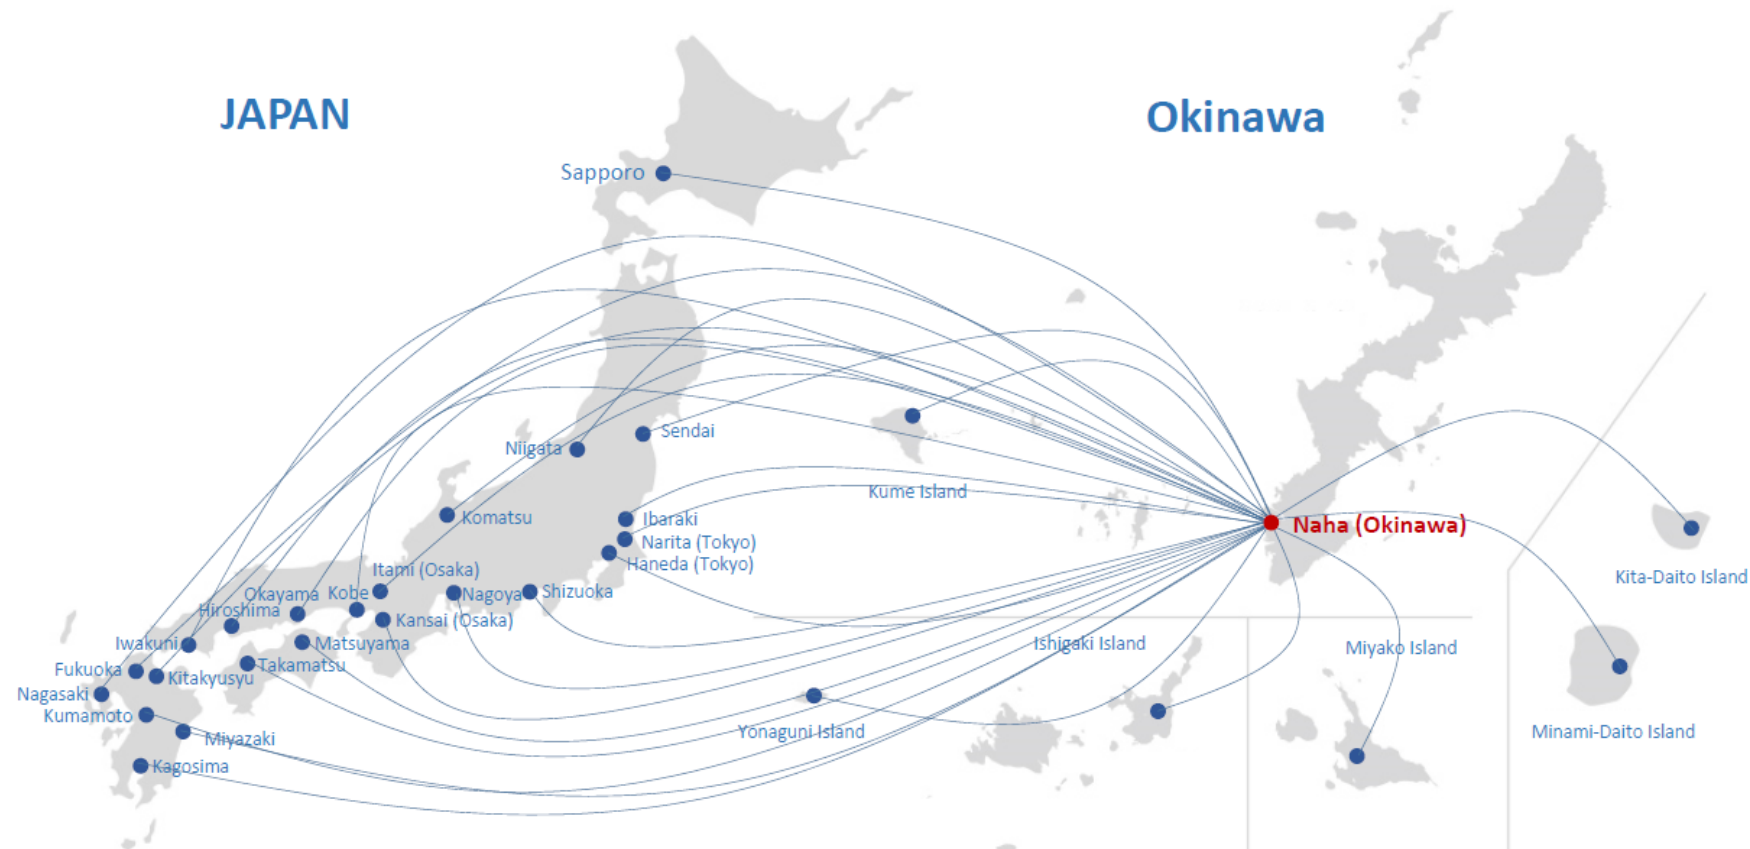 JAPAN
Okinawa
Sapporo
Sendai
Niigata
Kume Island
Komatsu
Ibaraki
Naha (Okinawa)
Narita (Tokyo)
Haneda (Tokyo)
Itami (Osaka)
Kita-Daito Island
Okayama
Kobe
Nagoya
Shizuoka
Hiroshima
Kansai (Osaka)
Iwakuni
Matsuyama
Ishigaki Island
Miyako Island
Fukuoka
Takamatsu
Kitakyusyu
Nagasaki
Kumamoto
Yonaguni Island
Minami-Daito Island
Miyazaki
Kagosima